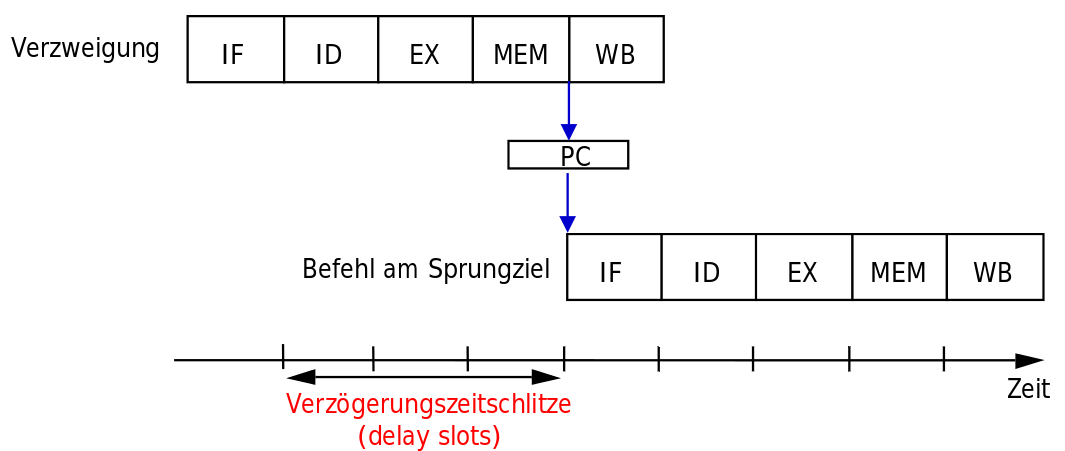 Verzweigung
IF ID EX MEM WB
PC
Befehl am Sprungziel
IF ID EX MEM WB
Zeit
Verzögerungszeitschlitze
(delay slots)